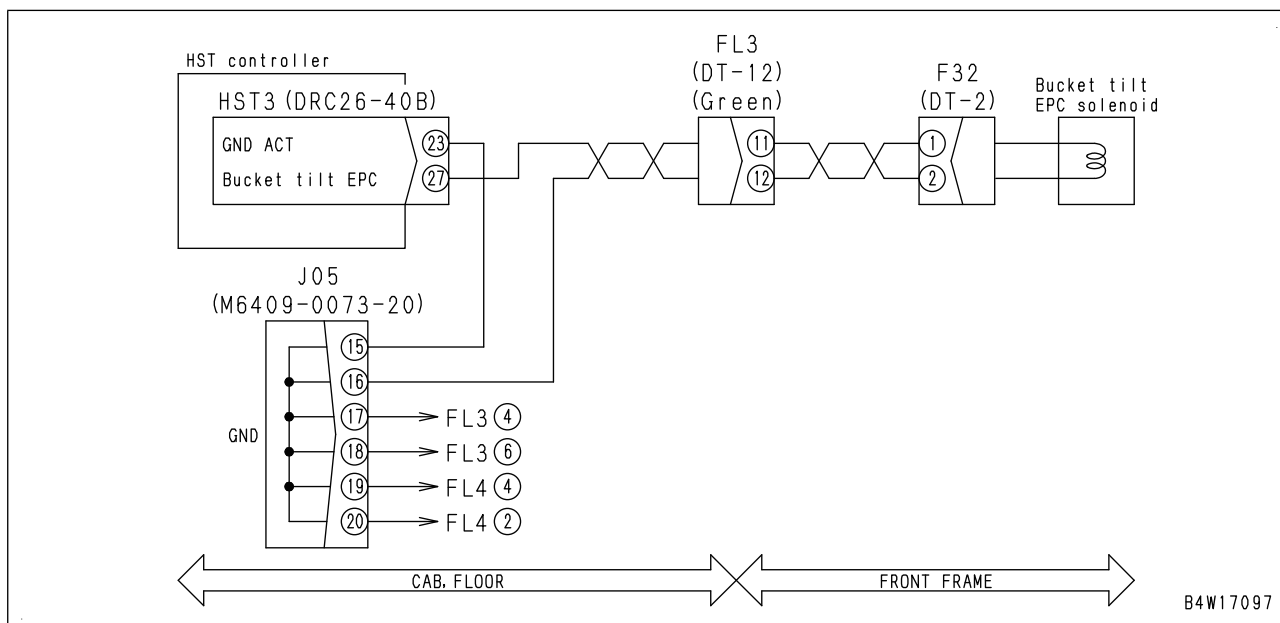 HST controller
HST3 (DRC26-40B)
GND ACT
23
Bucket tilt EPC
27
FL3
(DT-12)
(Green)
11
12
F32
(DT-2)
1
2
Bucket tilt
EPC solenoid
J05
(M6409-0073-20)
GND
15
16
17 FL3 4
18 FL3 6
19 FL4 4
20 FL4 2
CAB, FLOOR
FRONT FRAME
B4W17097